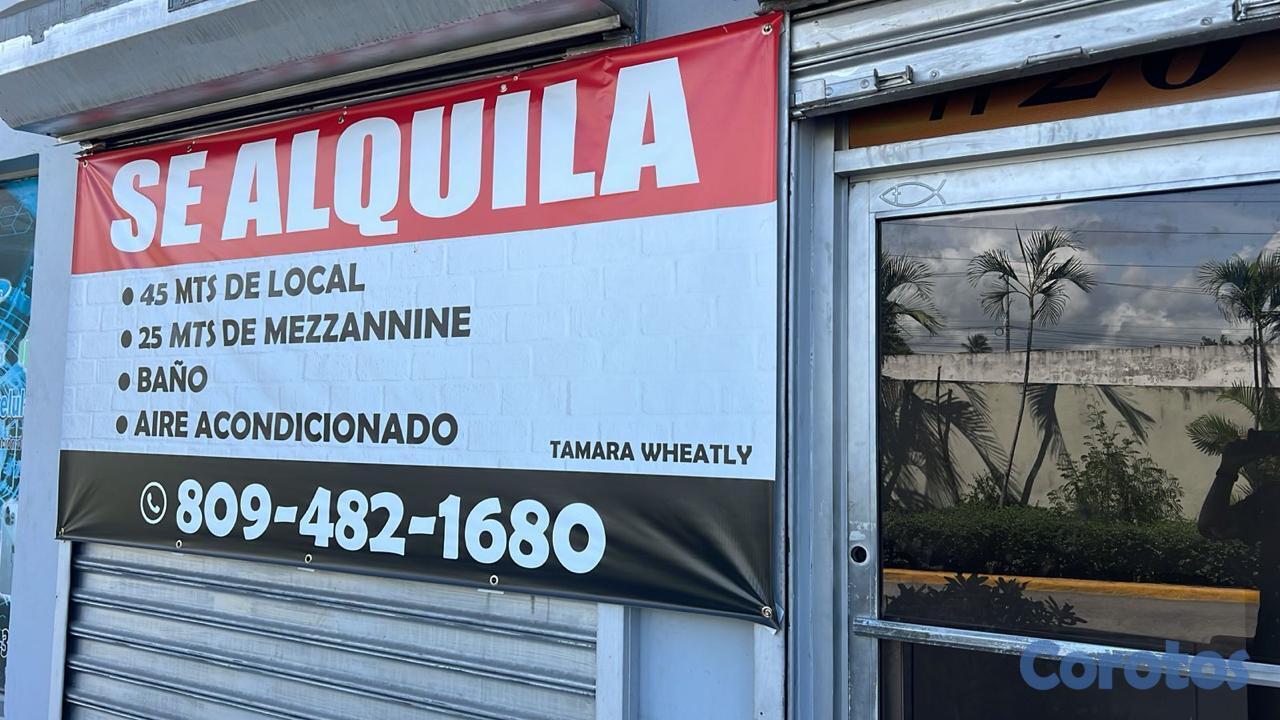 SE ALQUILA
● 45 MTS DE LOCAL
● 25 MTS DE MEZZANNINE
● BAÑO
● AIRE ACONDICIONADO
TAMARA WHEATLY
809-482-1680
Corotos